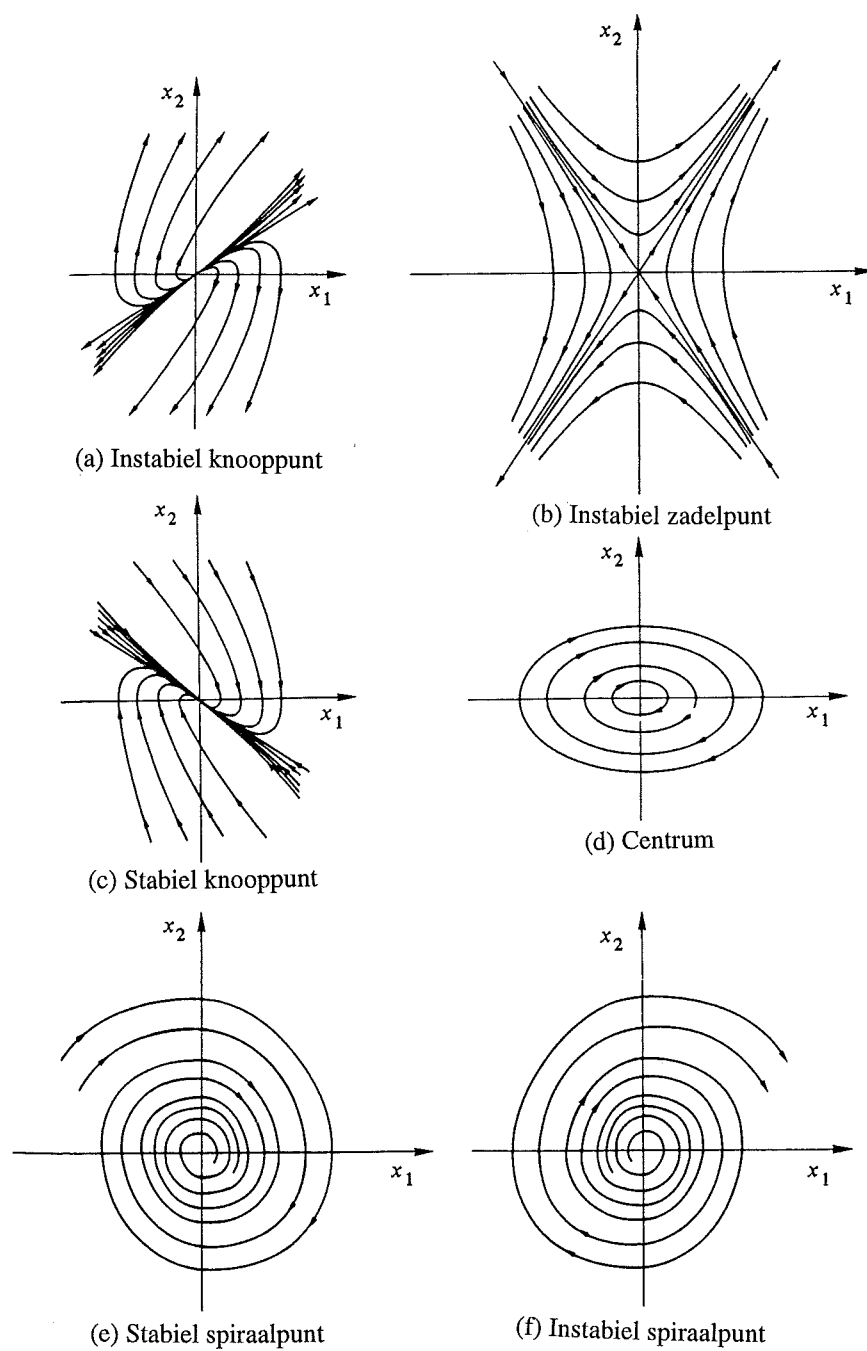 x2
x1
(a) Instabiel knooppunt
x2
x1
(b) Instabiel zadelpunt
x2
x1
(c) Stabiel knooppunt
x2
x1
(d) Centrum
x2
x1
(e) Stabiel spiraalpunt
x2
x1
(f) Instabiel spiraalpunt